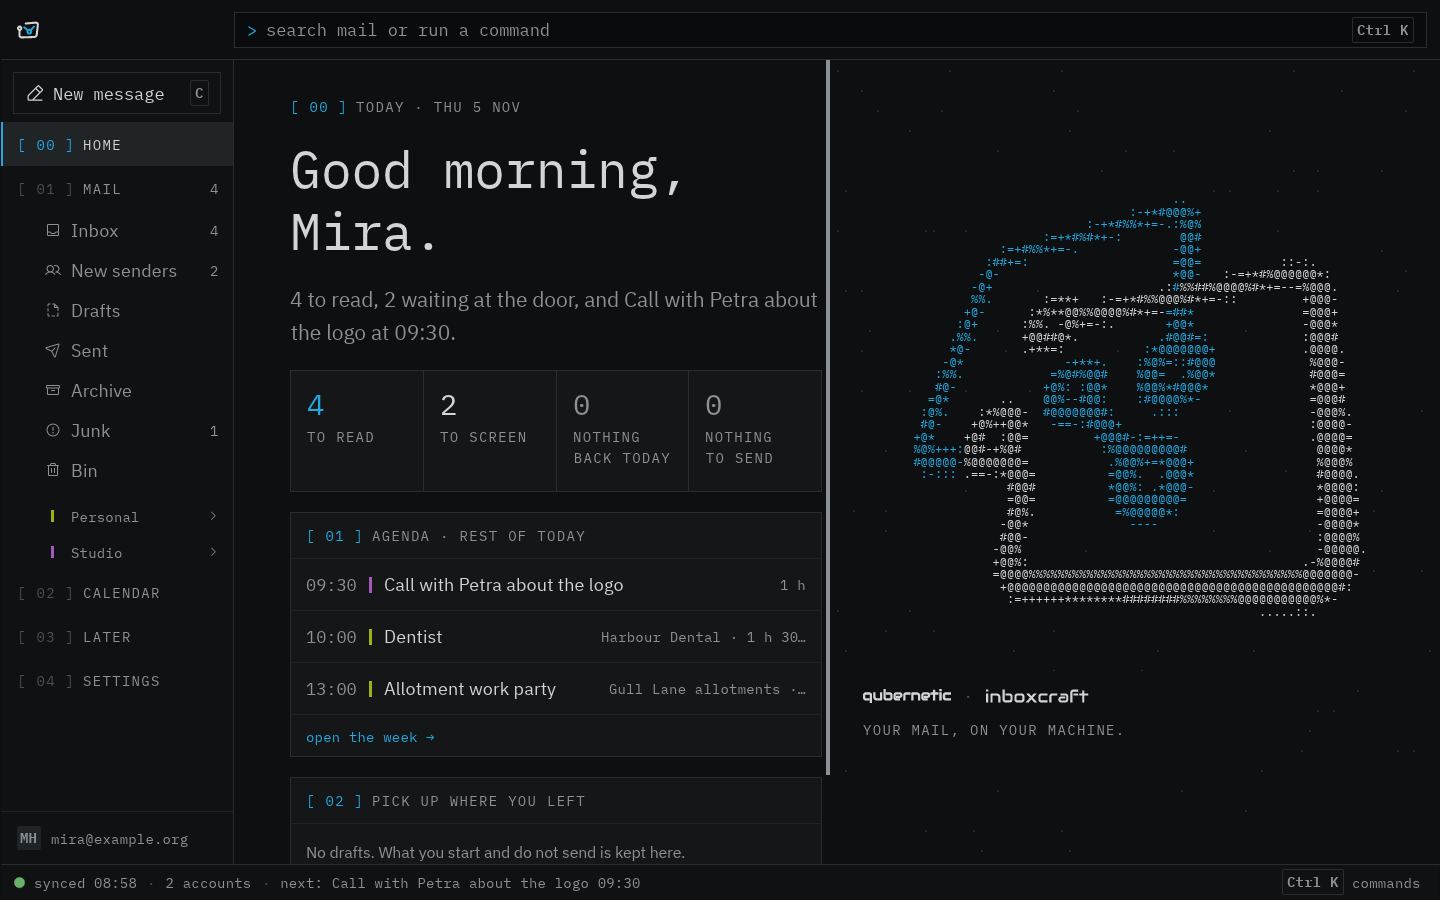 > search mail or run a command
Ctrl K
New message C
[ 00 ] HOME
[ 01 ] MAIL 4
Inbox 4
New senders 2
Drafts
Sent
Archive
Junk 1
Bin
Personal
Studio
[ 02 ] CALENDAR
[ 03 ] LATER
[ 04 ] SETTINGS
MH mira@example.org
[ 00 ] TODAY · THU 5 NOV
Good morning,
Mira.
4 to read, 2 waiting at the door, and Call with Petra about
the logo at 09:30.
4
TO READ
2
TO SCREEN
0
NOTHING
BACK TODAY
0
NOTHING
TO SEND
[ 01 ] AGENDA · REST OF TODAY
09:30 Call with Petra about the logo 1 h
10:00 Dentist Harbour Dental · 1 h 30…
13:00 Allotment work party Gull Lane allotments ·…
open the week →
[ 02 ] PICK UP WHERE YOU LEFT
No drafts. What you start and do not send is kept here.
qubernetic · inboxcraft
YOUR MAIL, ON YOUR MACHINE.
synced 08:58 · 2 accounts · next: Call with Petra about the logo 09:30
Ctrl K commands